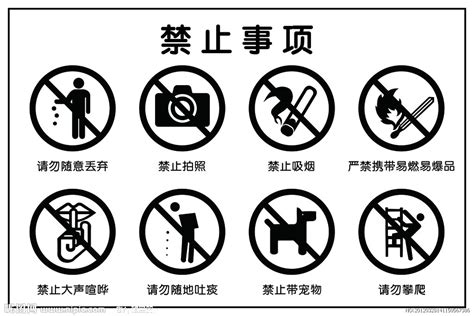 禁止事项
请勿随意丢弃
禁止拍照
禁止吸烟
严禁携带易燃易爆品
禁止大声喧哗
请勿随地吐痰
禁止带宠物
请勿攀爬